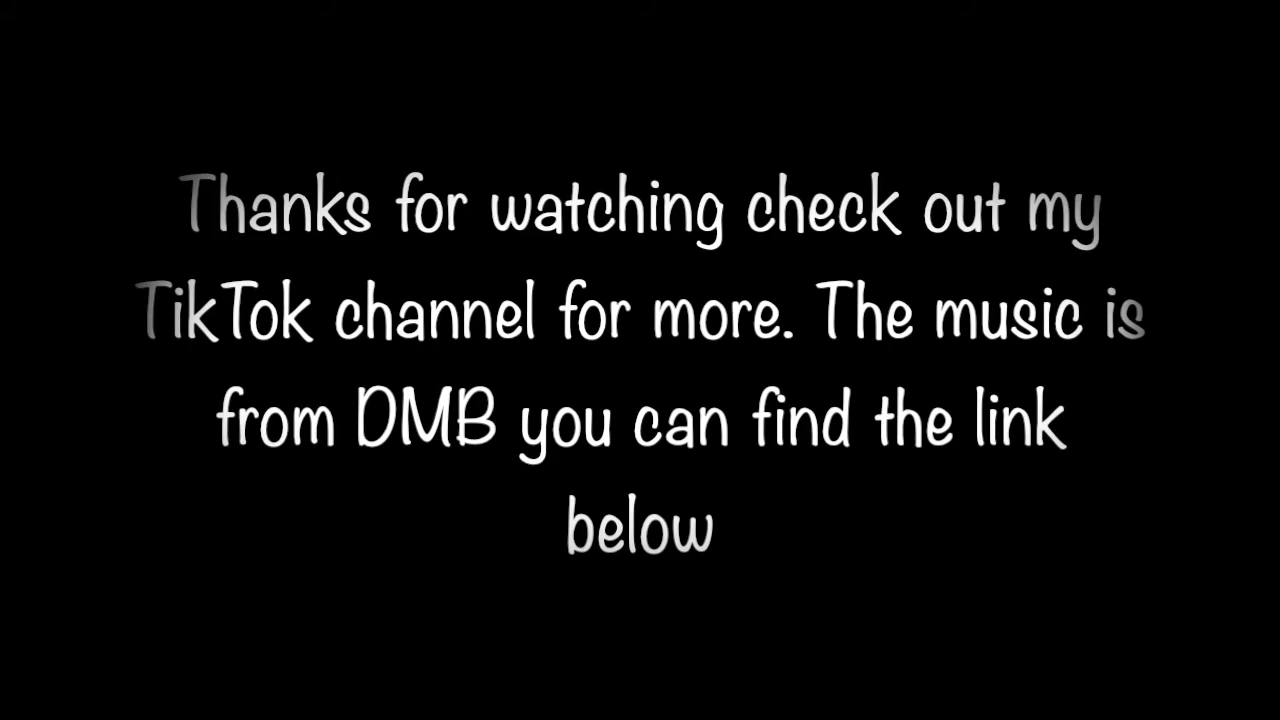 Thanks for watching check out my
TikTok channel for more. The music is
from DMB you can find the link
below